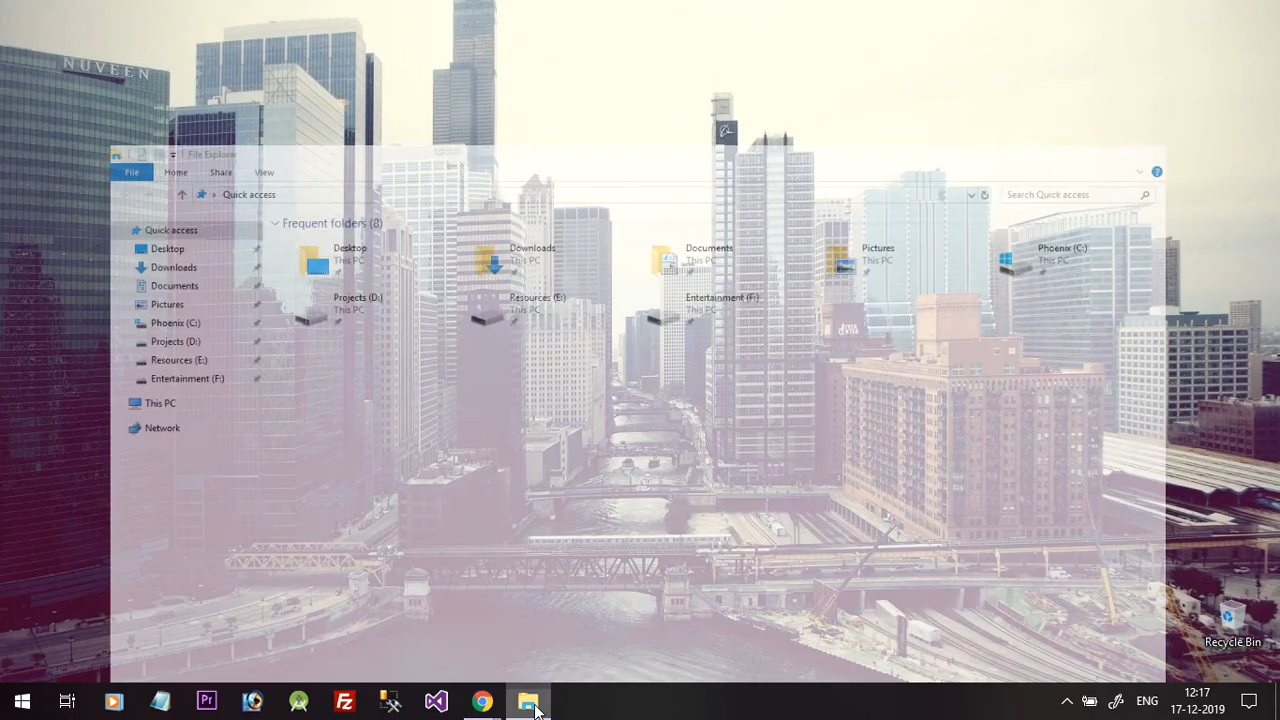 NUVEEN
File Explorer
File Home Share View
Quick access
Search Quick access
Quick access
Desktop
Downloads
Documents
Pictures
Phoenix (C:)
Projects (D:)
Resources (E:)
Entertainment (F:)
This PC
Network
Frequent folders (8)
Desktop
This PC
Downloads
This PC
Documents
This PC
Pictures
This PC
Phoenix (C:)
This PC
Projects (D:)
This PC
Resources (E:)
Entertainment (F:)
This PC
Recycle Bin
Pr
Fz
ENG
12:17
17-12-2019